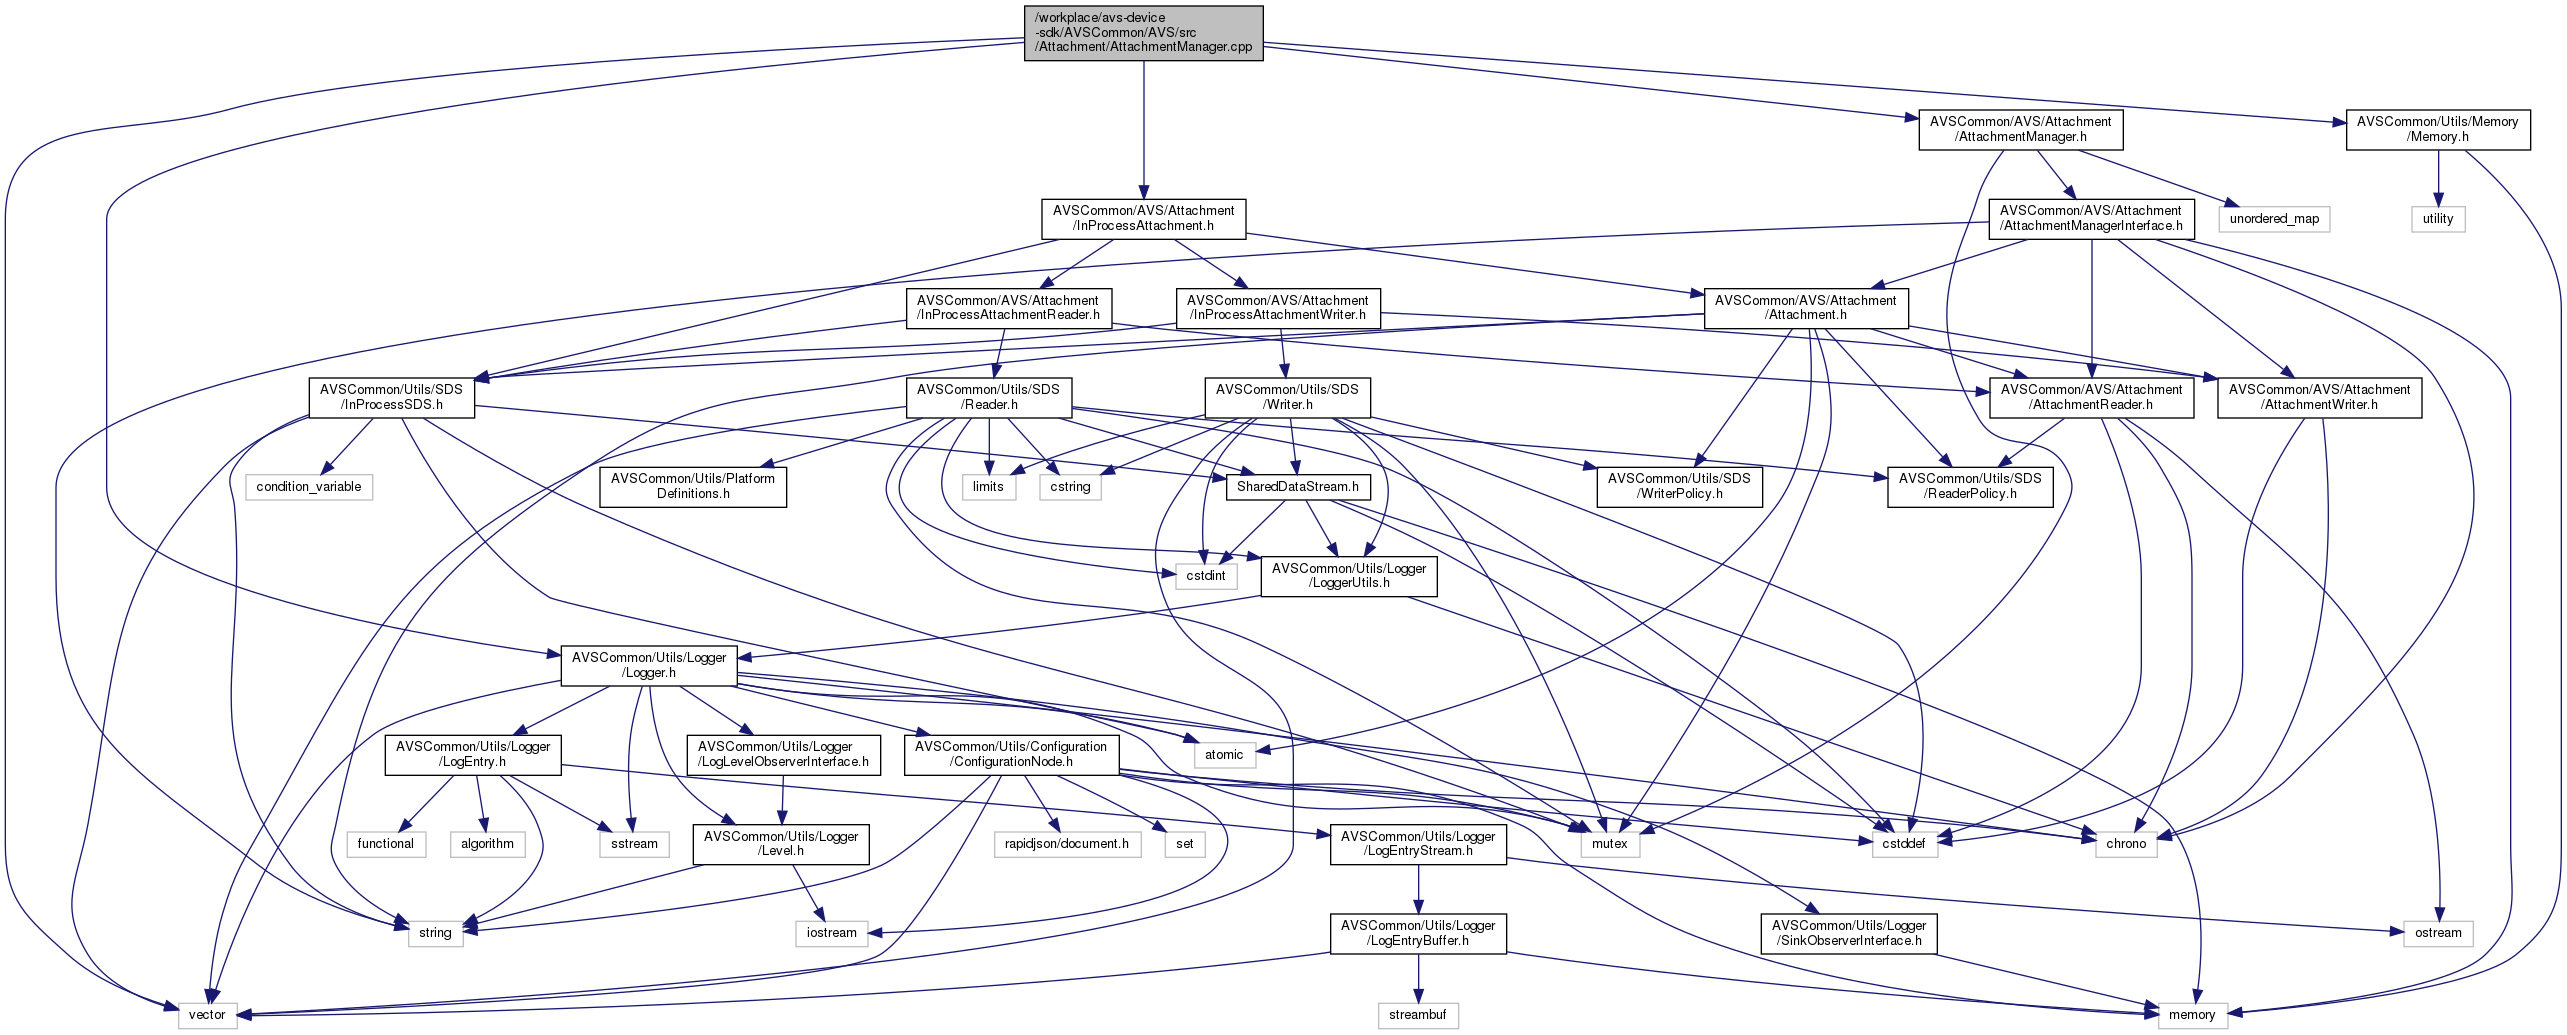 /workplace/avs-device
-sdk/AVSCommon/AVS/src
/Attachment/AttachmentManager.cpp
AVSCommon/AVS/Attachment
/AttachmentManager.h
AVSCommon/Utils/Memory
/Memory.h
AVSCommon/AVS/Attachment
/InProcessAttachment.h
AVSCommon/AVS/Attachment
/AttachmentManagerInterface.h
unordered_map
utility
AVSCommon/AVS/Attachment
/InProcessAttachmentReader.h
AVSCommon/AVS/Attachment
/InProcessAttachmentWriter.h
AVSCommon/AVS/Attachment
/Attachment.h
AVSCommon/Utils/SDS
/InProcessSDS.h
AVSCommon/Utils/SDS
/Reader.h
AVSCommon/Utils/SDS
/Writer.h
AVSCommon/AVS/Attachment
/AttachmentReader.h
AVSCommon/AVS/Attachment
/AttachmentWriter.h
condition_variable
AVSCommon/Utils/Platform
Definitions.h
limits
cstring
SharedDataStream.h
AVSCommon/Utils/SDS
/WriterPolicy.h
AVSCommon/Utils/SDS
/ReaderPolicy.h
cstdint
AVSCommon/Utils/Logger
/LoggerUtils.h
AVSCommon/Utils/Logger
/Logger.h
AVSCommon/Utils/Logger
/LogEntry.h
AVSCommon/Utils/Logger
/LogLevelObserverInterface.h
AVSCommon/Utils/Configuration
/ConfigurationNode.h
atomic
functional
algorithm
sstream
AVSCommon/Utils/Logger
/Level.h
rapidjson/document.h
set
AVSCommon/Utils/Logger
/LogEntryStream.h
mutex
cstddef
chrono
string
iostream
AVSCommon/Utils/Logger
/LogEntryBuffer.h
AVSCommon/Utils/Logger
/SinkObserverInterface.h
ostream
vector
streambuf
memory